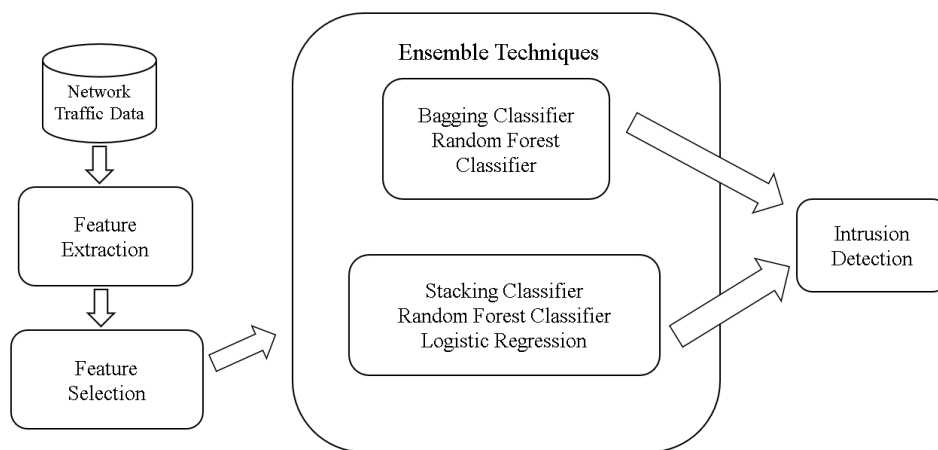 Network
Traffic Data
Feature
Extraction
Feature
Selection
Ensemble Techniques
Bagging Classifier
Random Forest
Classifier
Stacking Classifier
Random Forest Classifier
Logistic Regression
Intrusion
Detection